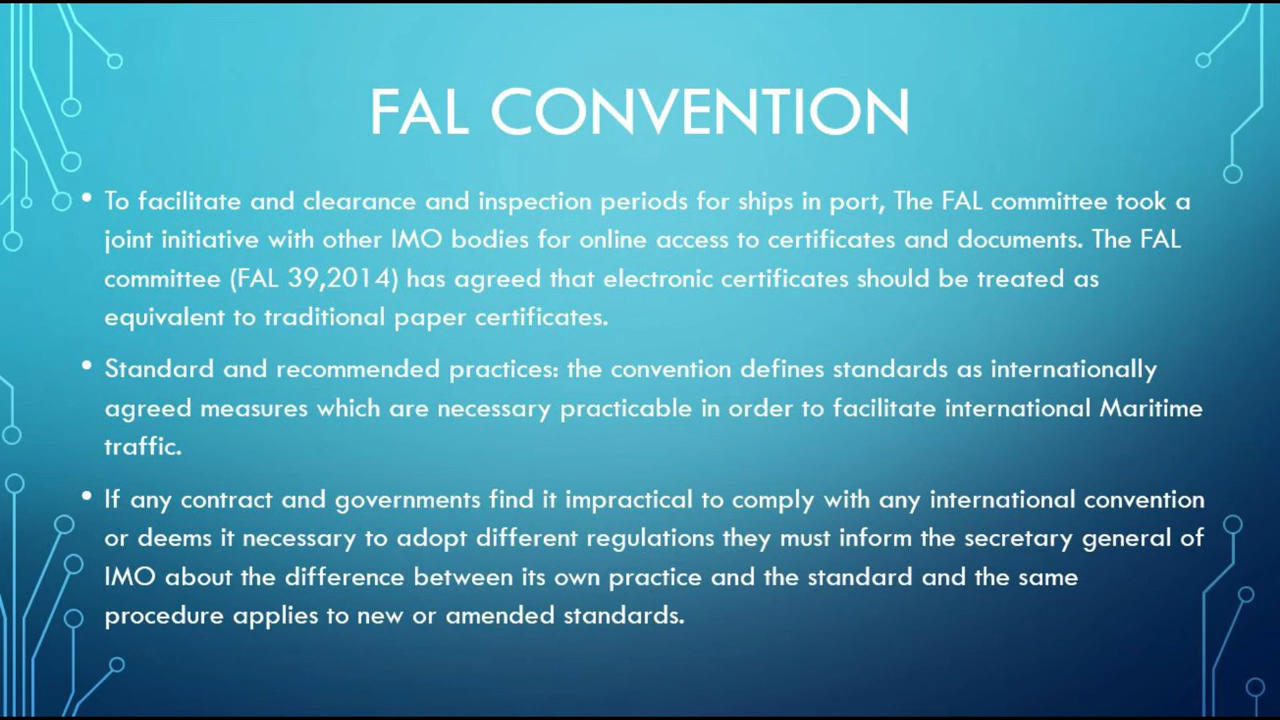 FAL CONVENTION
• To facilitate and clearance and inspection periods for ships in port, The FAL committee took a
joint initiative with other IMO bodies for online access to certificates and documents. The FAL
committee (FAL 39,2014) has agreed that electronic certificates should be treated as
equivalent to traditional paper certificates.
• Standard and recommended practices: the convention defines standards as internationally
agreed measures which are necessary practicable in order to facilitate international Maritime
traffic.
• If any contract and governments find it impractical to comply with any international convention
or deems it necessary to adopt different regulations they must inform the secretary general of
IMO about the difference between its own practice and the standard and the same
procedure applies to new or amended standards.